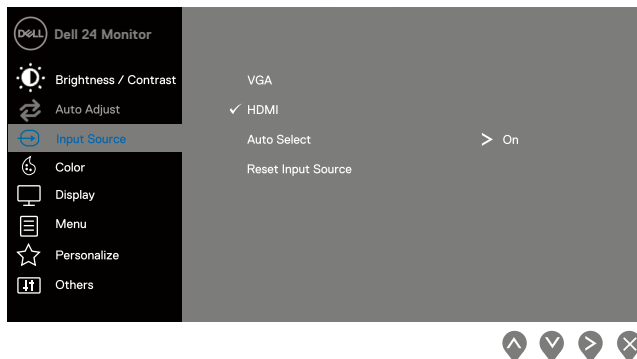 DELL Dell 24 Monitor
Brightness / Contrast
VGA
Auto Adjust
HDMI
Input Source
Auto Select
On
Color
Reset Input Source
Display
Menu
Personalize
Others